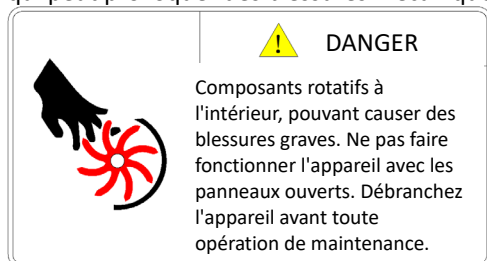 DANGER
Composants rotatifs à
l'intérieur, pouvant causer des
blessures graves. Ne pas faire
fonctionner l'appareil avec les
panneaux ouverts. Débranchez
l'appareil avant toute
opération de maintenance.